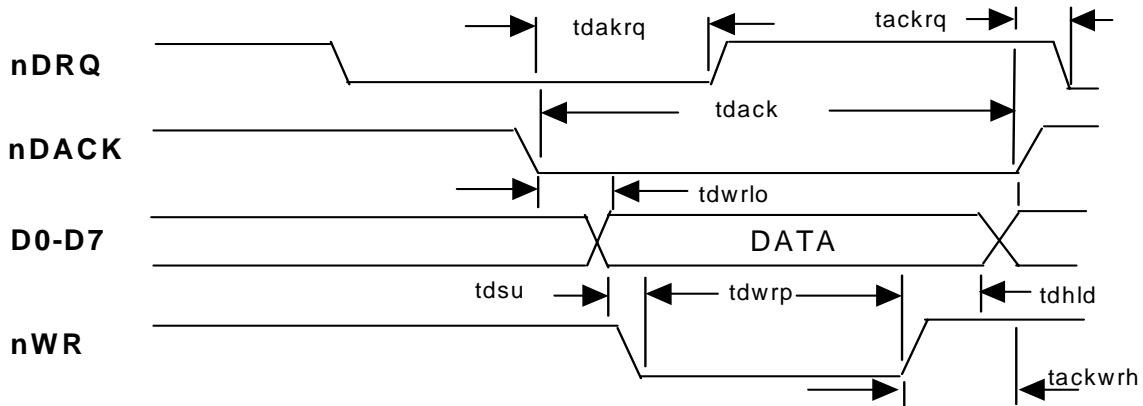 tdakrq
tackrq
nDRQ
tdack
nDACK
tdwrlo
D0-D7
DATA
tdsu
tdwrp
tdhld
nWR
tackwrh